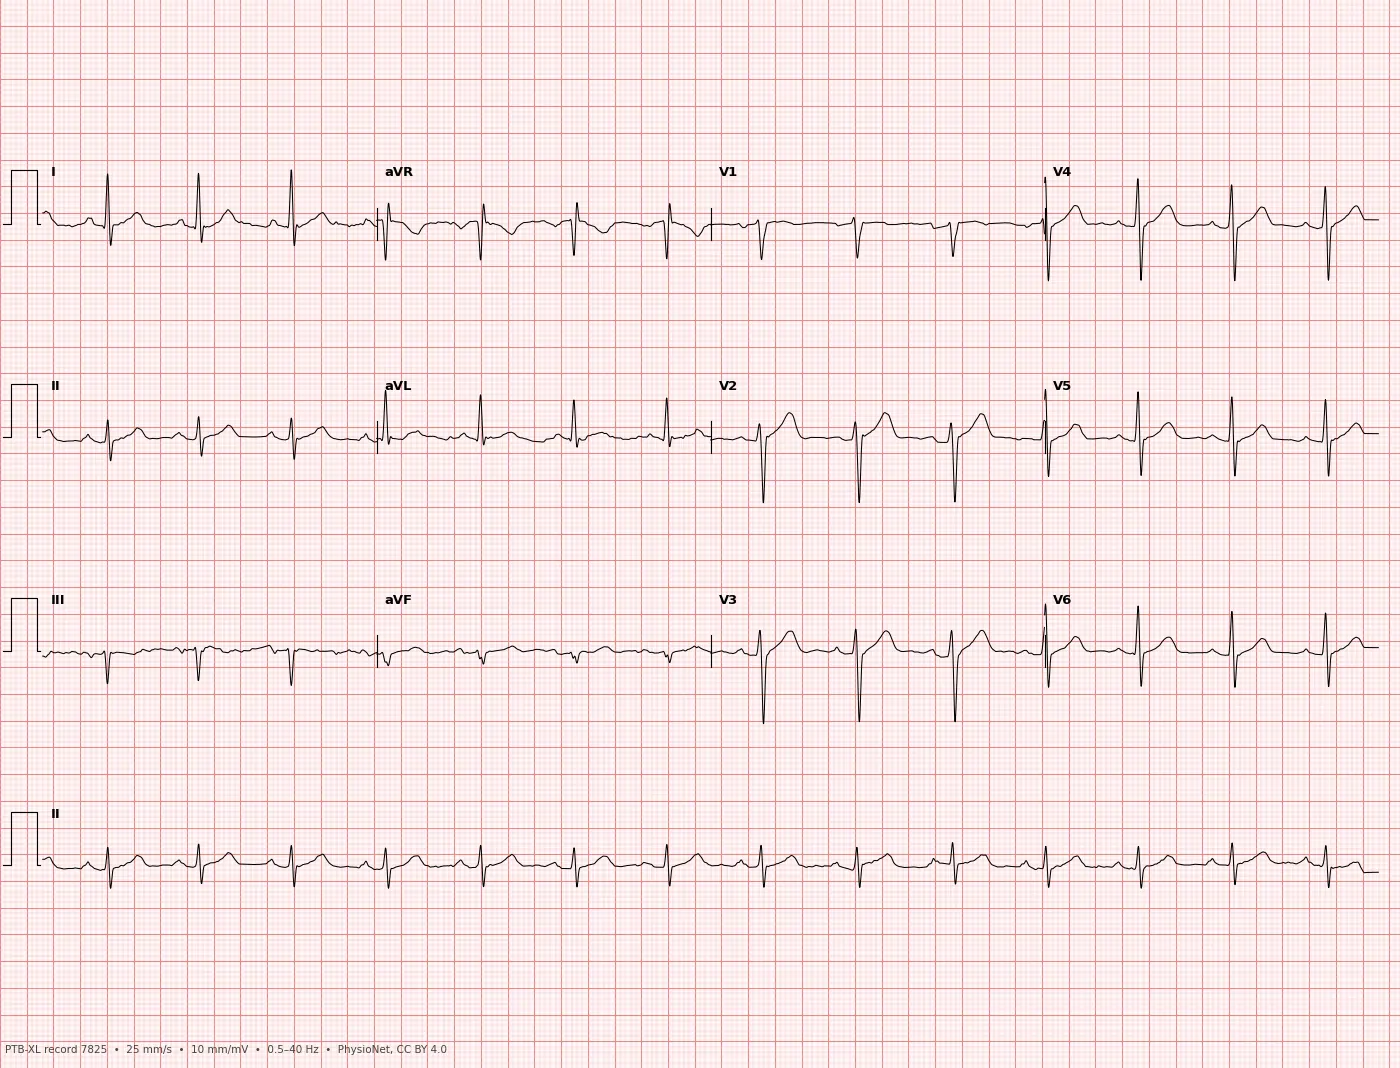 I aVR V1 V4
II aVL V2 V5
III aVF V3 V6
II
PTB-XL record 7825 • 25 mm/s • 10 mm/mV • 0.5–40 Hz • PhysioNet, CC BY 4.0